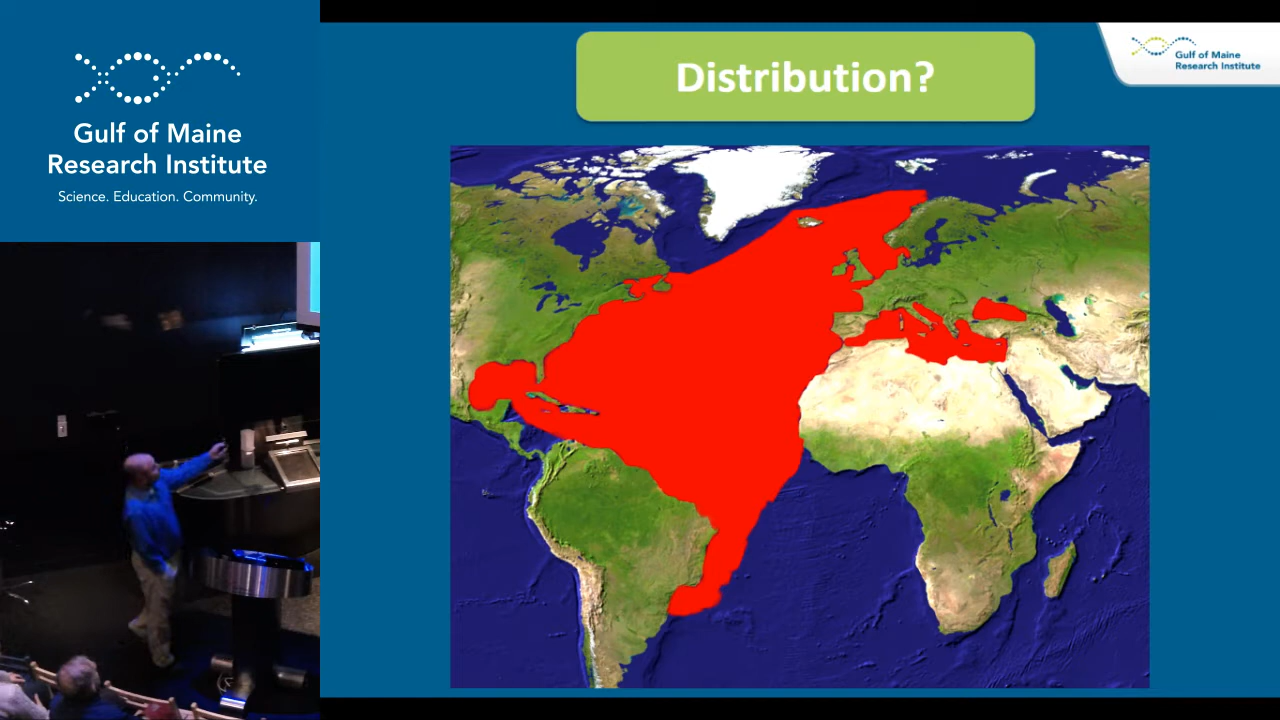 Gulf of Maine
Research Institute
Science. Education. Community.
Distribution?
Gulf of Maine
Research Institute